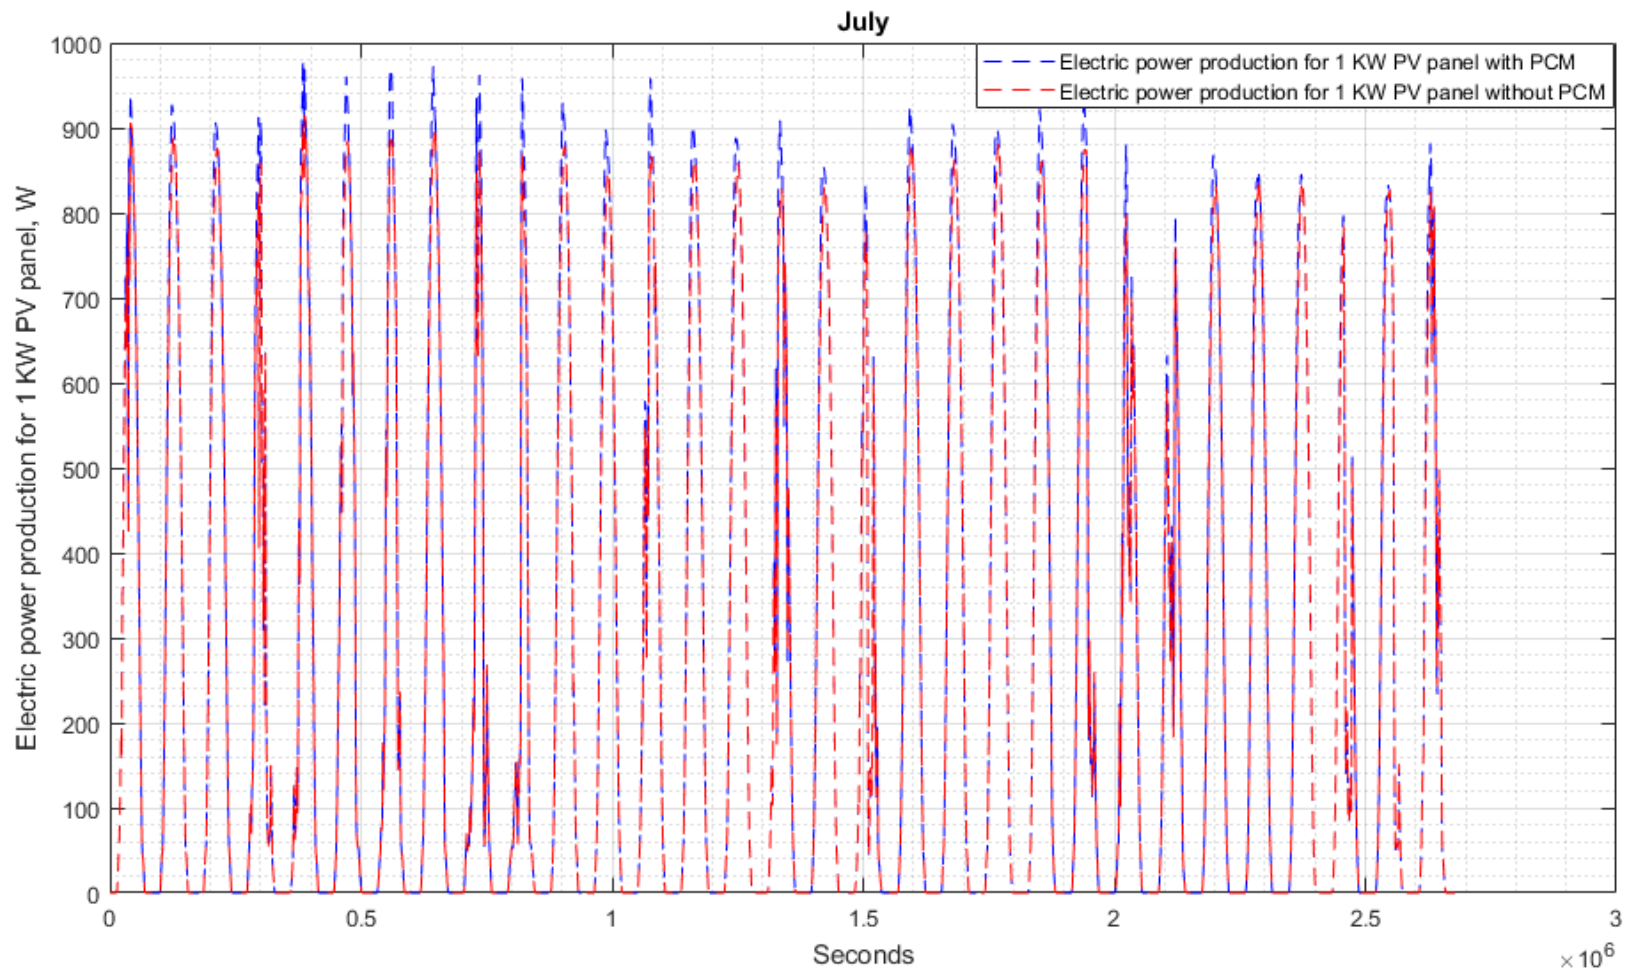 July
Electric power production for 1 KW PV panel with PCM
Electric power production for 1 KW PV panel without PCM
Electric power production for 1 KW PV panel, W
1000
900
800
700
600
500
400
300
200
100
0
0 0.5 1 1.5 2 2.5 3
Seconds
× 10^6